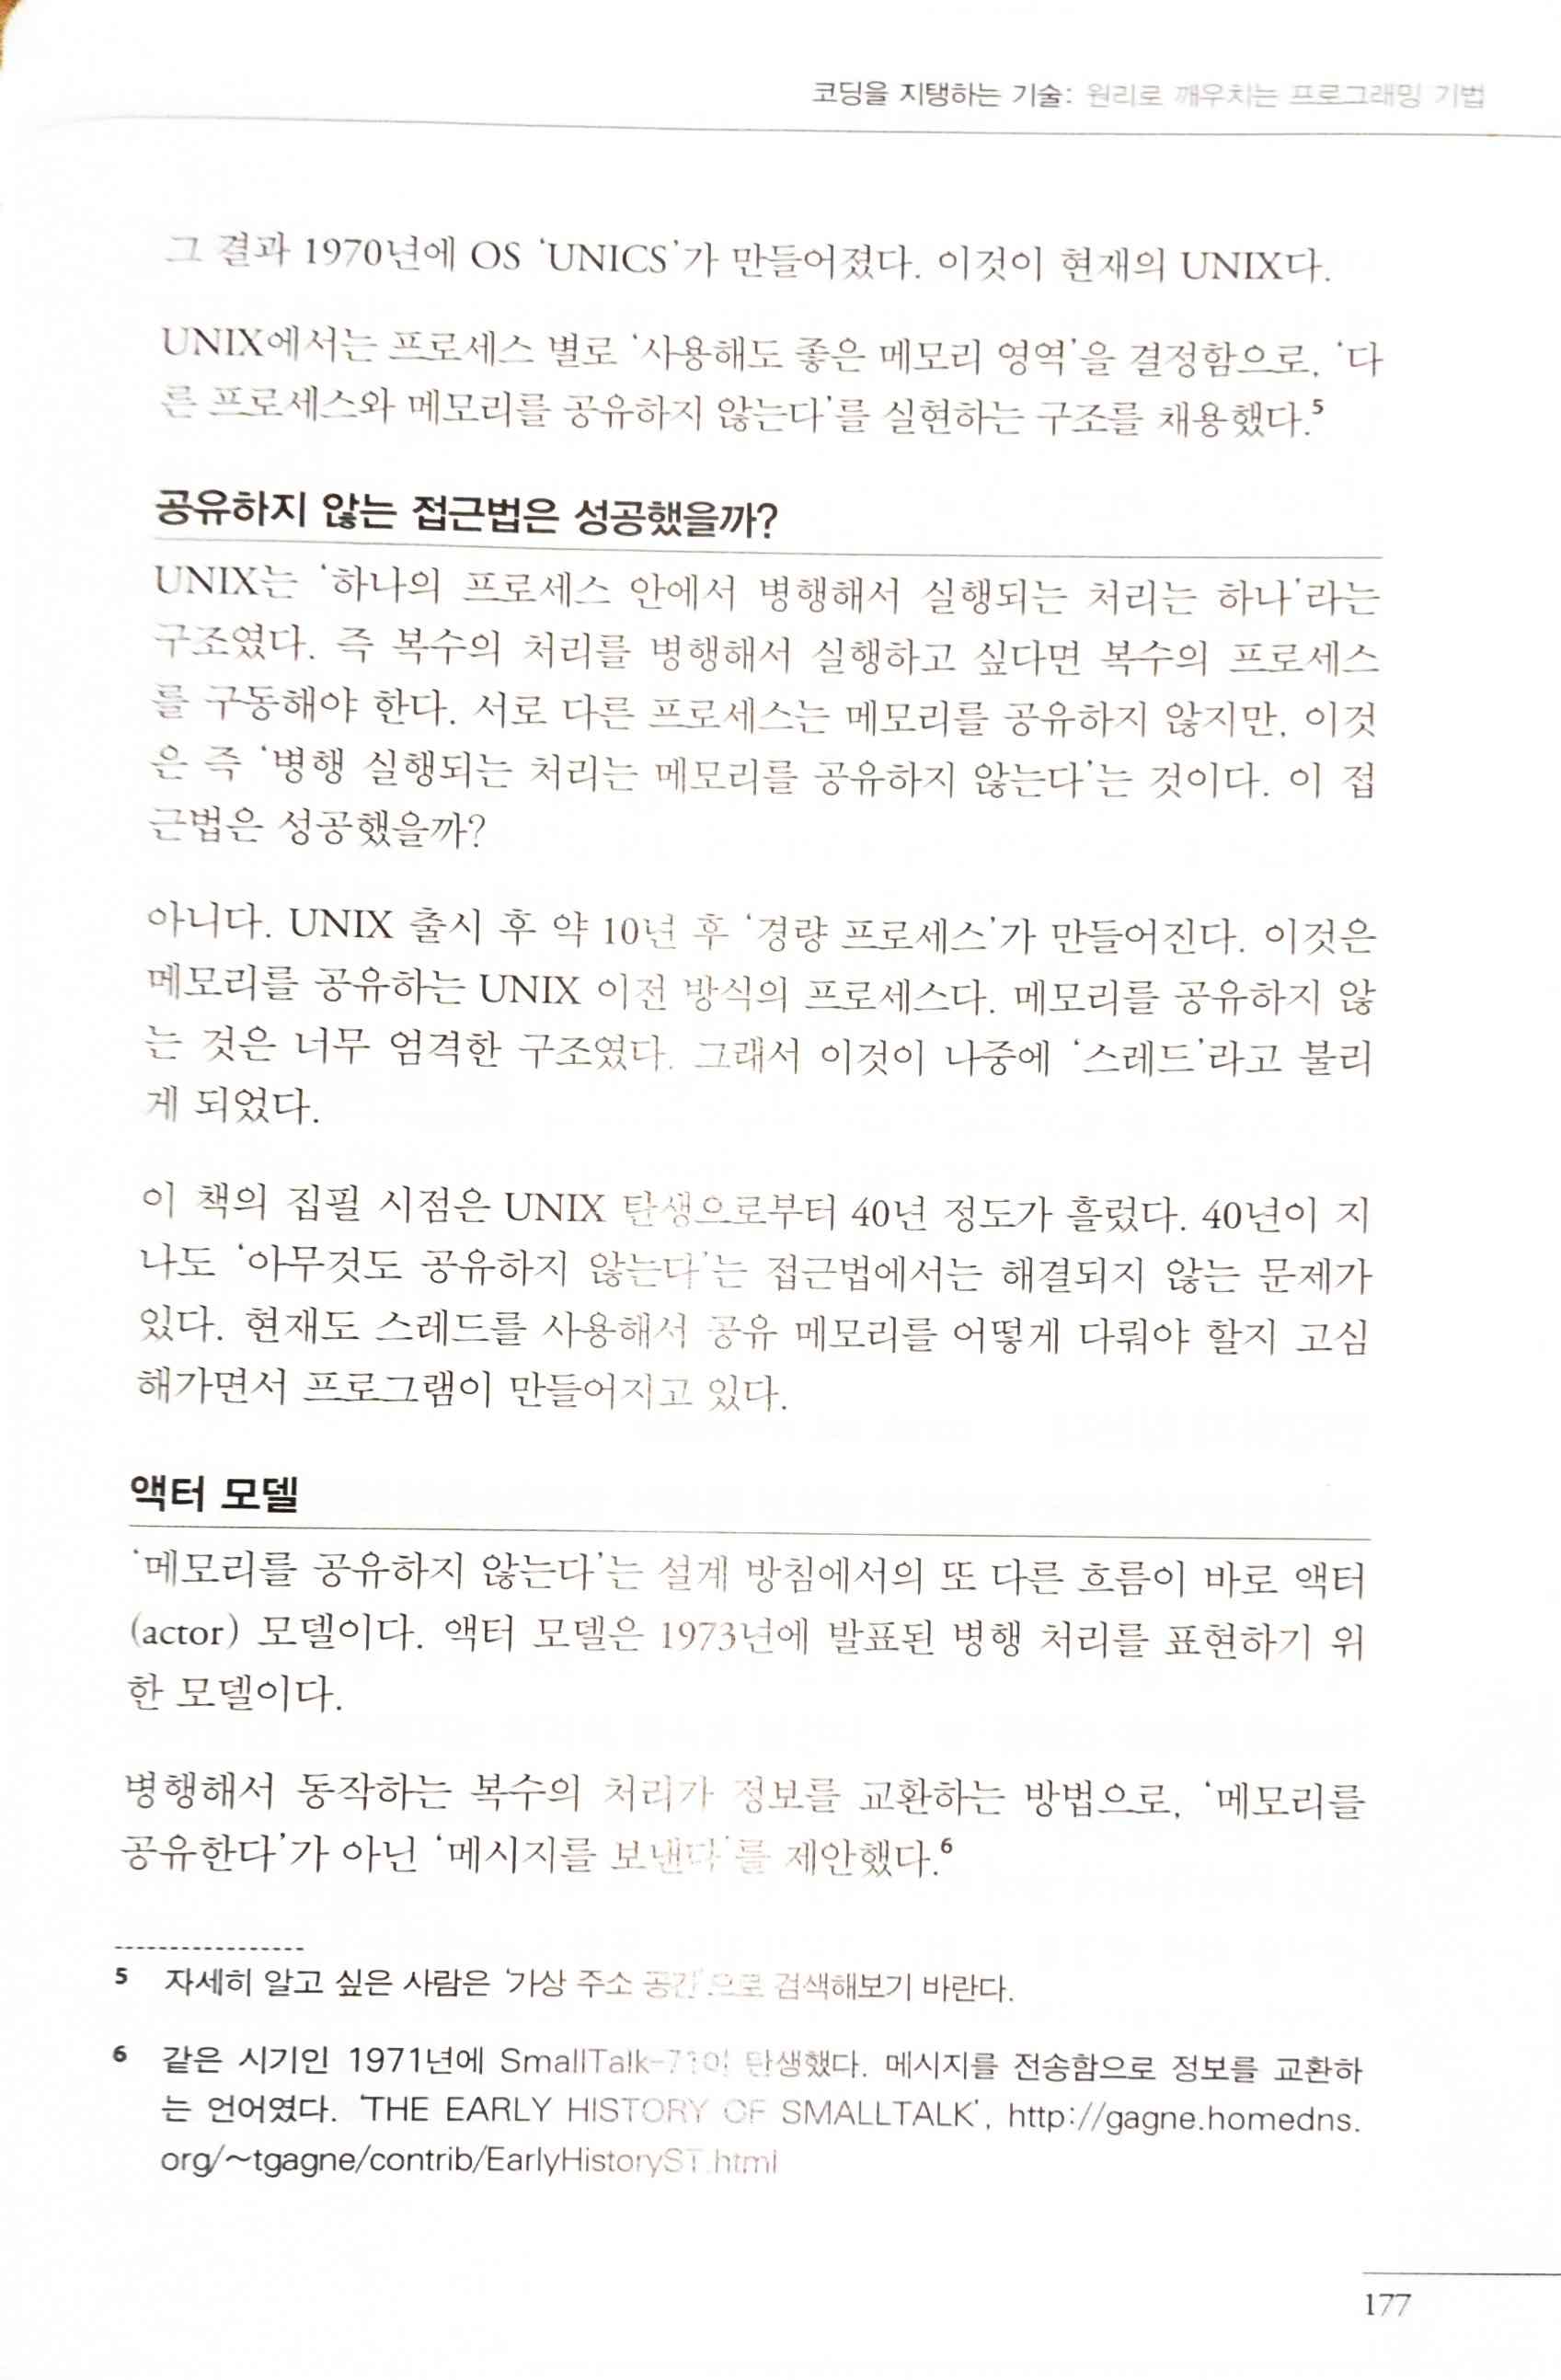 코딩을 지탱하는 기술: 원리로 깨우치는 프로그래밍 기법
그 결과 1970년에 OS ‘UNICS’가 만들어졌다. 이것이 현재의 UNIX다.
UNIX에서는 프로세스 별로 ‘사용해도 좋은 메모리 영역’을 결정함으로, ‘다
른 프로세스와 메모리를 공유하지 않는다’를 실현하는 구조를 채용했다.5
공유하지 않는 접근법은 성공했을까?
UNIX는 ‘하나의 프로세스 안에서 병행해서 실행되는 처리는 하나’라는
구조였다. 즉 복수의 처리를 병행해서 실행하고 싶다면 복수의 프로세스
를 구동해야 한다. 서로 다른 프로세스는 메모리를 공유하지 않지만, 이것
은 즉 ‘병행 실행되는 처리는 메모리를 공유하지 않는다’는 것이다. 이 접
근법은 성공했을까?
아니다. UNIX 출시 후 약 10년 후 ‘경량 프로세스’가 만들어진다. 이것은
메모리를 공유하는 UNIX 이전 방식의 프로세스다. 메모리를 공유하지 않
는 것은 너무 엄격한 구조였다. 그래서 이것이 나중에 ‘스레드’라고 불리
게 되었다.
이 책의 집필 시점은 UNIX 탄생으로부터 40년 정도가 흘렀다. 40년이 지
나도 ‘아무것도 공유하지 않는다’는 접근법에서는 해결되지 않는 문제가
있다. 현재도 스레드를 사용해서 공유 메모리를 어떻게 다뤄야 할지 고심
해가면서 프로그램이 만들어지고 있다.
액터 모델
‘메모리를 공유하지 않는다’는 설계 방침에서의 또 다른 흐름이 바로 액터
(actor) 모델이다. 액터 모델은 1973년에 발표된 병행 처리를 표현하기 위
한 모델이다.
병행해서 동작하는 복수의 처리가 정보를 교환하는 방법으로, ‘메모리를
공유한다’가 아닌 ‘메시지를 보낸다’를 제안했다.6
5 자세히 알고 싶은 사람은 ‘가상 주소 공간’으로 검색해보기 바란다.
6 같은 시기인 1971년에 SmallTalk-71이 탄생했다. 메시지를 전송함으로 정보를 교환하
는 언어였다. ‘THE EARLY HISTORY OF SMALLTALK’, http://gagne.homedns.
org/~tgagne/contrib/EarlyHistoryST.html
177